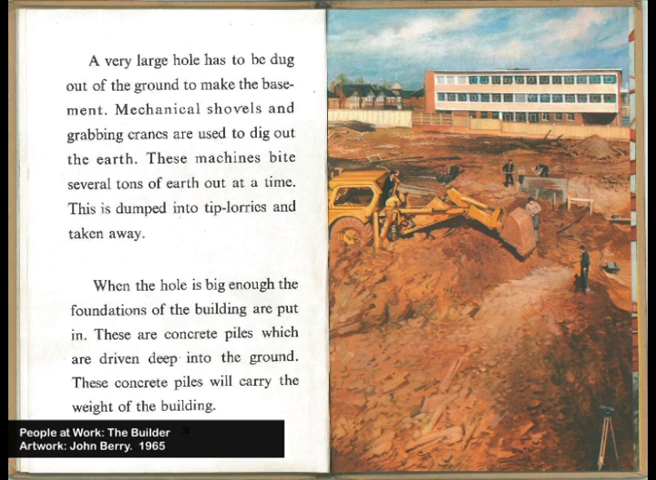 A very large hole has to be dug
out of the ground to make the base-
ment. Mechanical shovels and
grabbing cranes are used to dig out
the earth. These machines bite
several tons of earth out at a time.
This is dumped into tip-lorries and
taken away.
When the hole is big enough the
foundations of the building are put
in. These are concrete piles which
are driven deep into the ground.
These concrete piles will carry the
weight of the building.
People at Work: The Builder
Artwork: John Berry. 1965